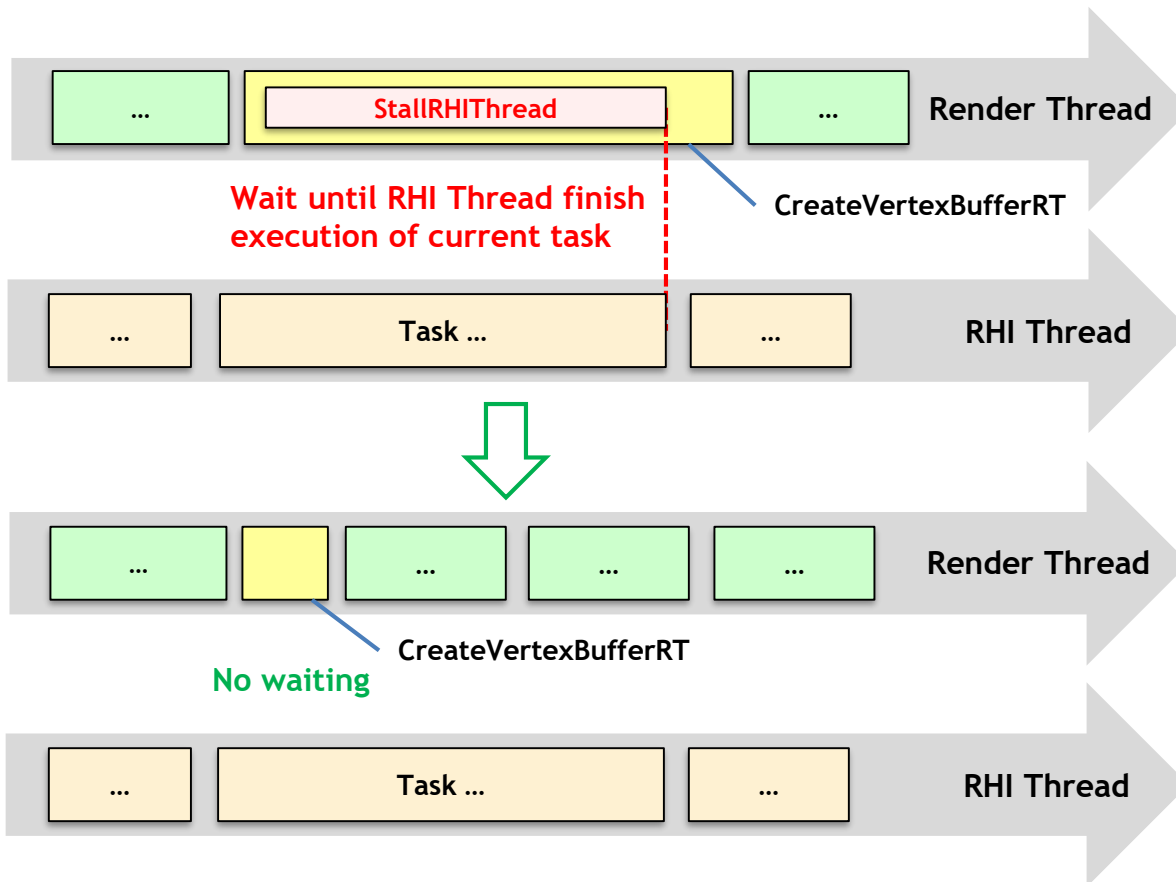 ...
StallRHIThread
...
Render Thread
CreateVertexBufferRT
Wait until RHI Thread finish
execution of current task
...
Task ...
...
RHI Thread
...
...
...
...
Render Thread
CreateVertexBufferRT
No waiting
...
Task ...
...
RHI Thread